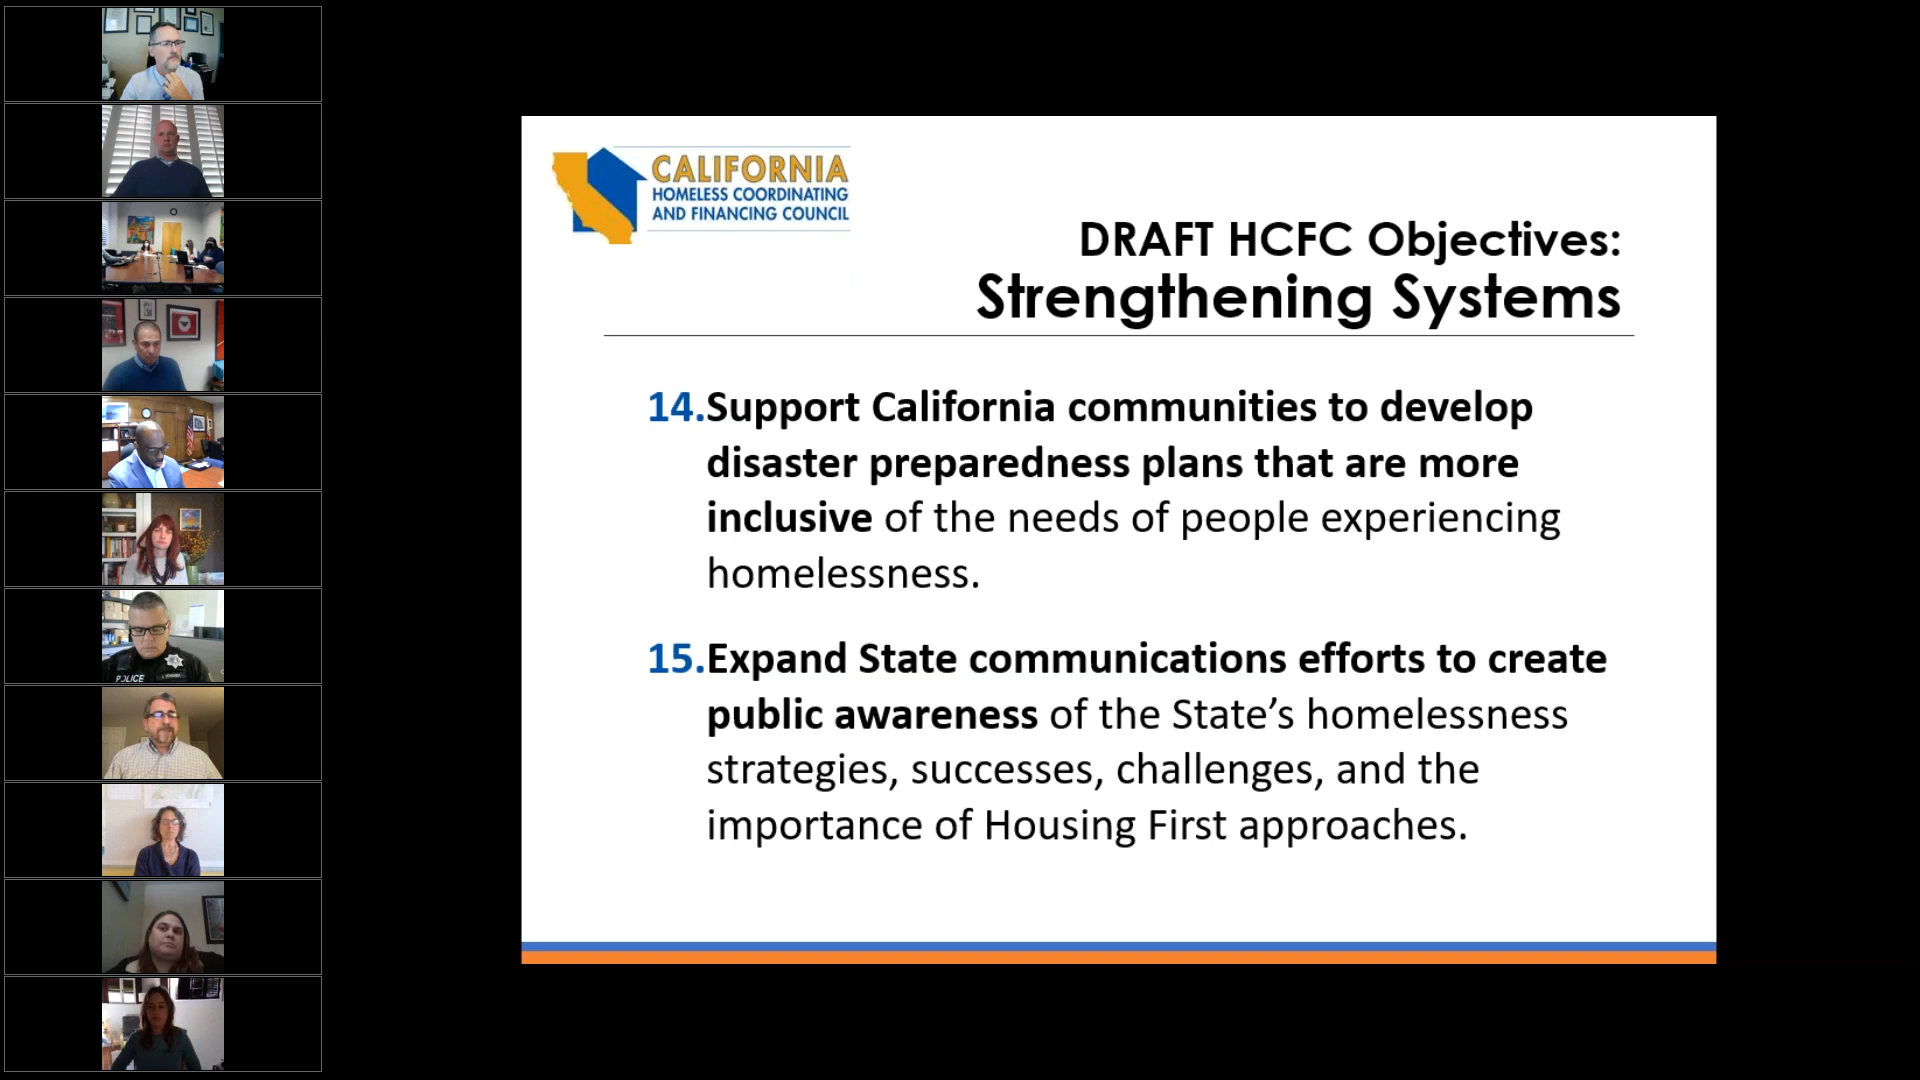 CALIFORNIA
HOMELESS COORDINATING
AND FINANCING COUNCIL
DRAFT HCFC Objectives:
Strengthening Systems
14.Support California communities to develop
disaster preparedness plans that are more
inclusive of the needs of people experiencing
homelessness.
15.Expand State communications efforts to create
public awareness of the State’s homelessness
strategies, successes, challenges, and the
importance of Housing First approaches.
POLICE